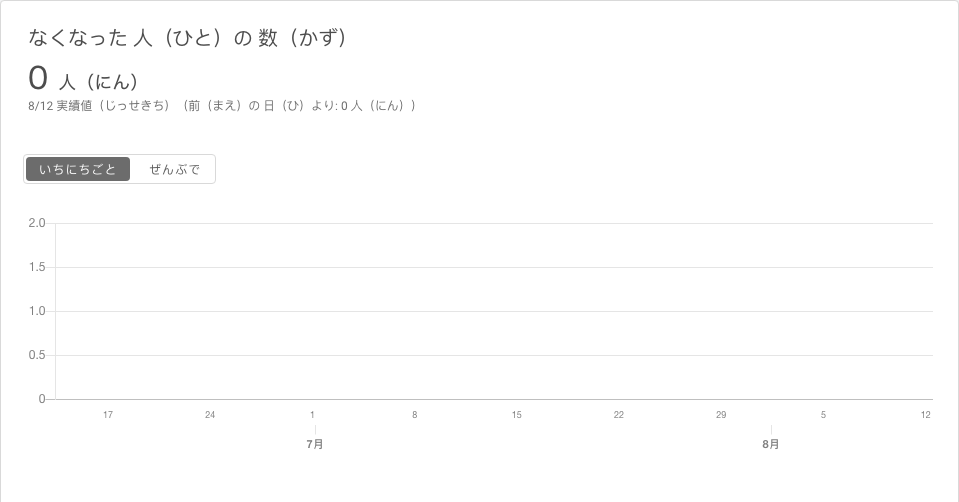 なくなった 人（ひと）の 数（かず）
0 人（にん）
8/12 実績値（じっせきち）（前（まえ）の 日（ひ）より: 0 人（にん））
いちにちごと ぜんぶで
2.0
1.5
1.0
0.5
0
17 24 1 8 15 22 29 5 12
7月 8月